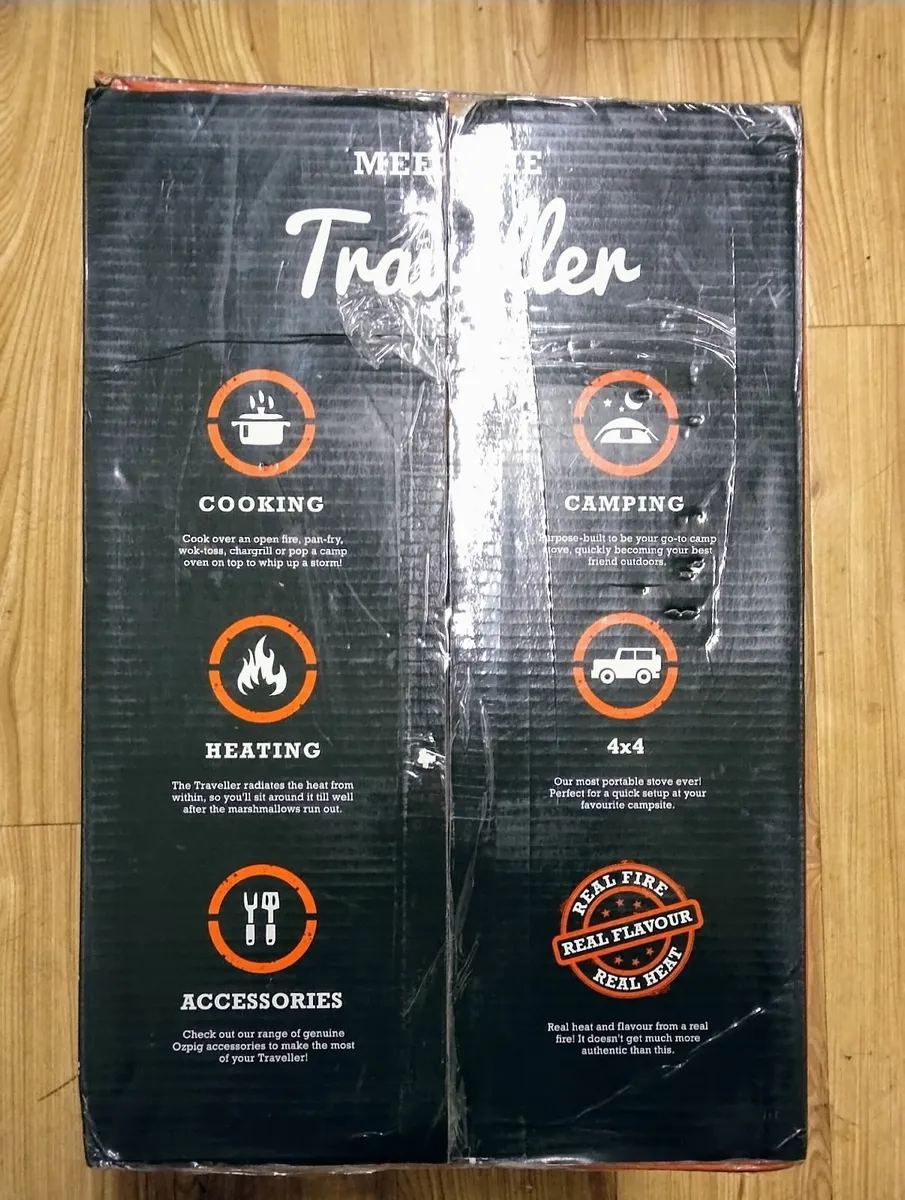 MEE HE
Traveller
COOKING
Cook over an open fire, pan-fry,
wok-toss, chargrill or pop a camp
oven on top to whip up a storm!
CAMPING
Purpose-built to be your go-to camp
stove, quickly becoming your best
friend outdoors.
HEATING
The Traveller radiates the heat from
within, so you'll sit around it till well
after the marshmallows run out.
4x4
Our most portable stove ever!
Perfect for a quick setup at your
favourite campsite.
ACCESSORIES
Check out our range of genuine
Ozpig accessories to make the most
of your Traveller!
REAL FIRE
REAL FLAVOUR
REAL HEAT
Real heat and flavour from a real
fire! It doesn't get much more
authentic than this.